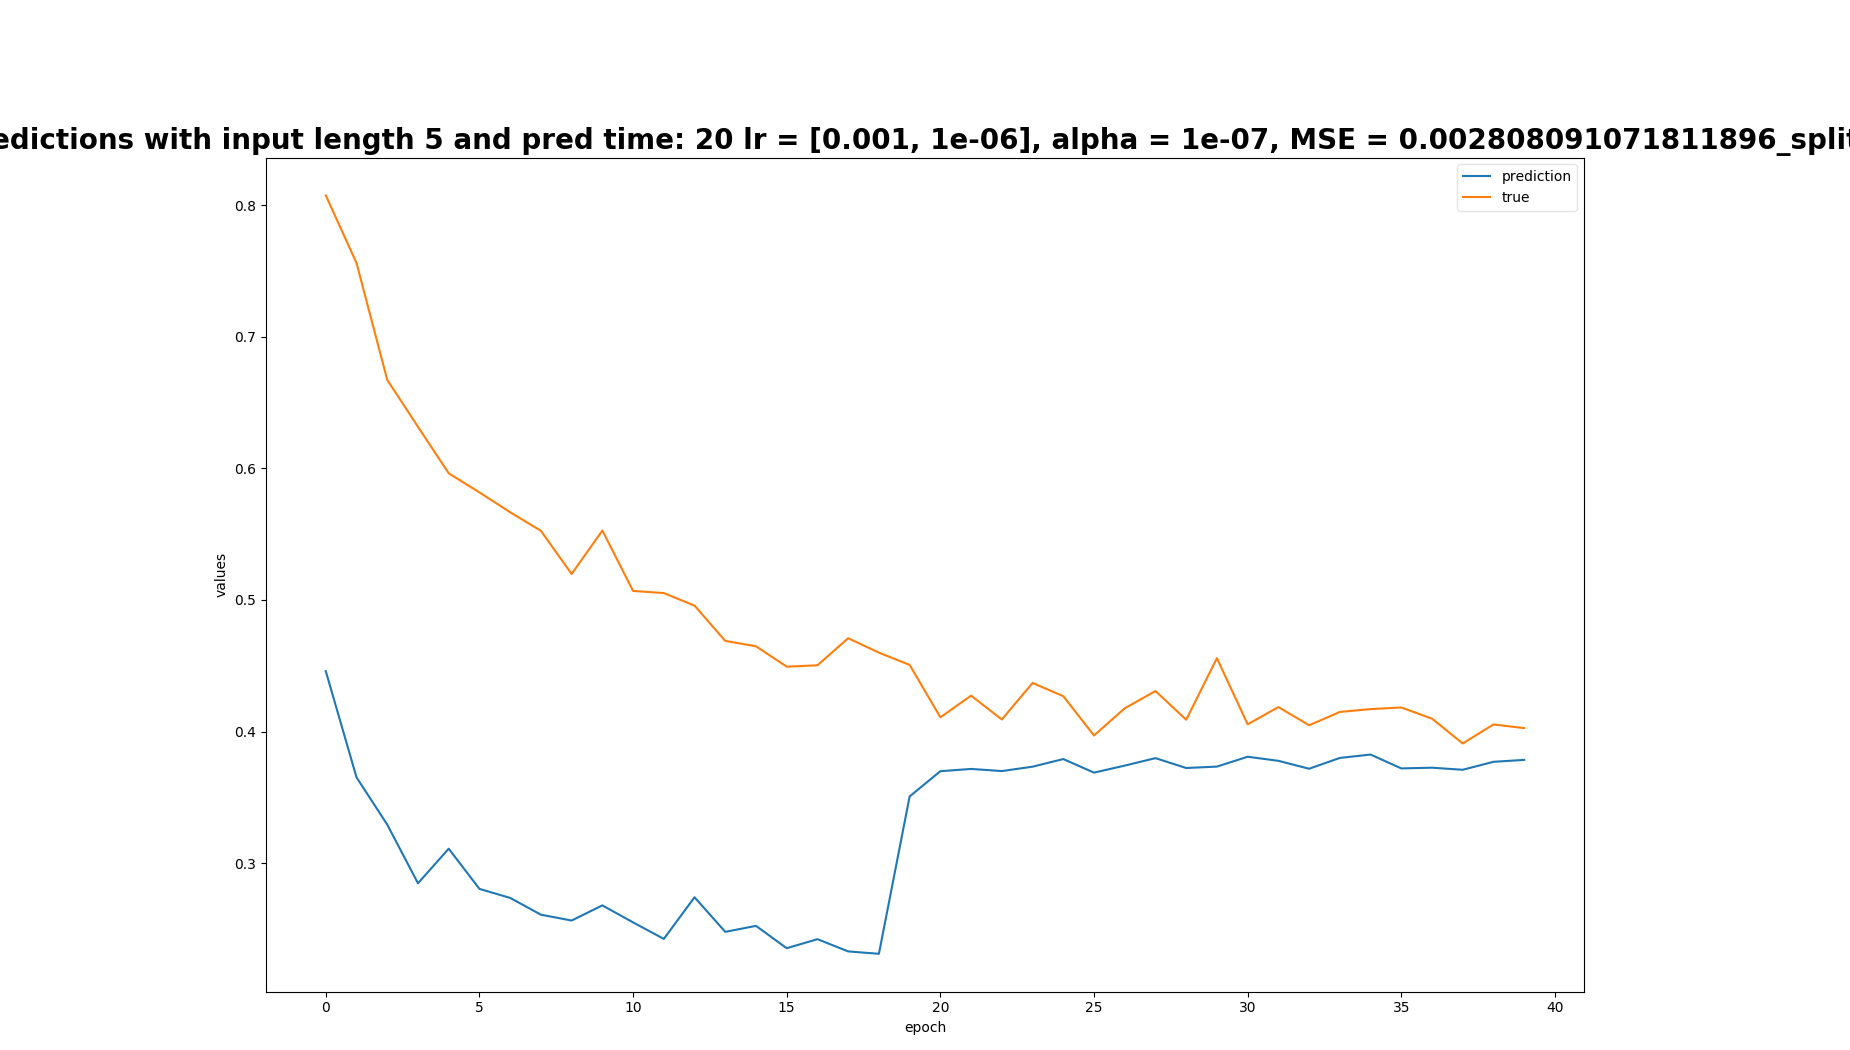 edictions with input length 5 and pred time: 20 lr = [0.001, 1e-06], alpha = 1e-07, MSE = 0.002808091071811896_split
prediction
true
0.8
0.7
0.6
0.5
0.4
0.3
values
0 5 10 15 20 25 30 35 40
epoch